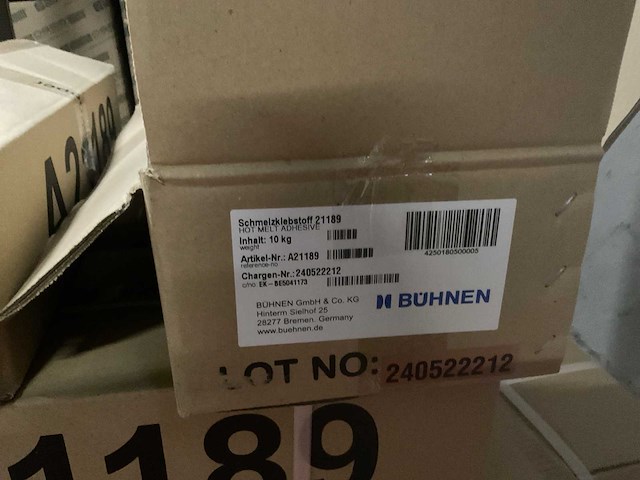 Schmelzklebstoff 21189
HOT MELT ADHESIVE
Inhalt: 10 kg
weight
Artikel-Nr.: A21189
reference-no
Chargen-Nr.: 240522212
c/no: EK-BE5041173
4250180500005
BÜHNEN GmbH & Co. KG
Hinterm Sielhof 25
28277 Bremen. Germany
www.buehnen.de
BÜHNEN
LOT NO: 240522212
1189